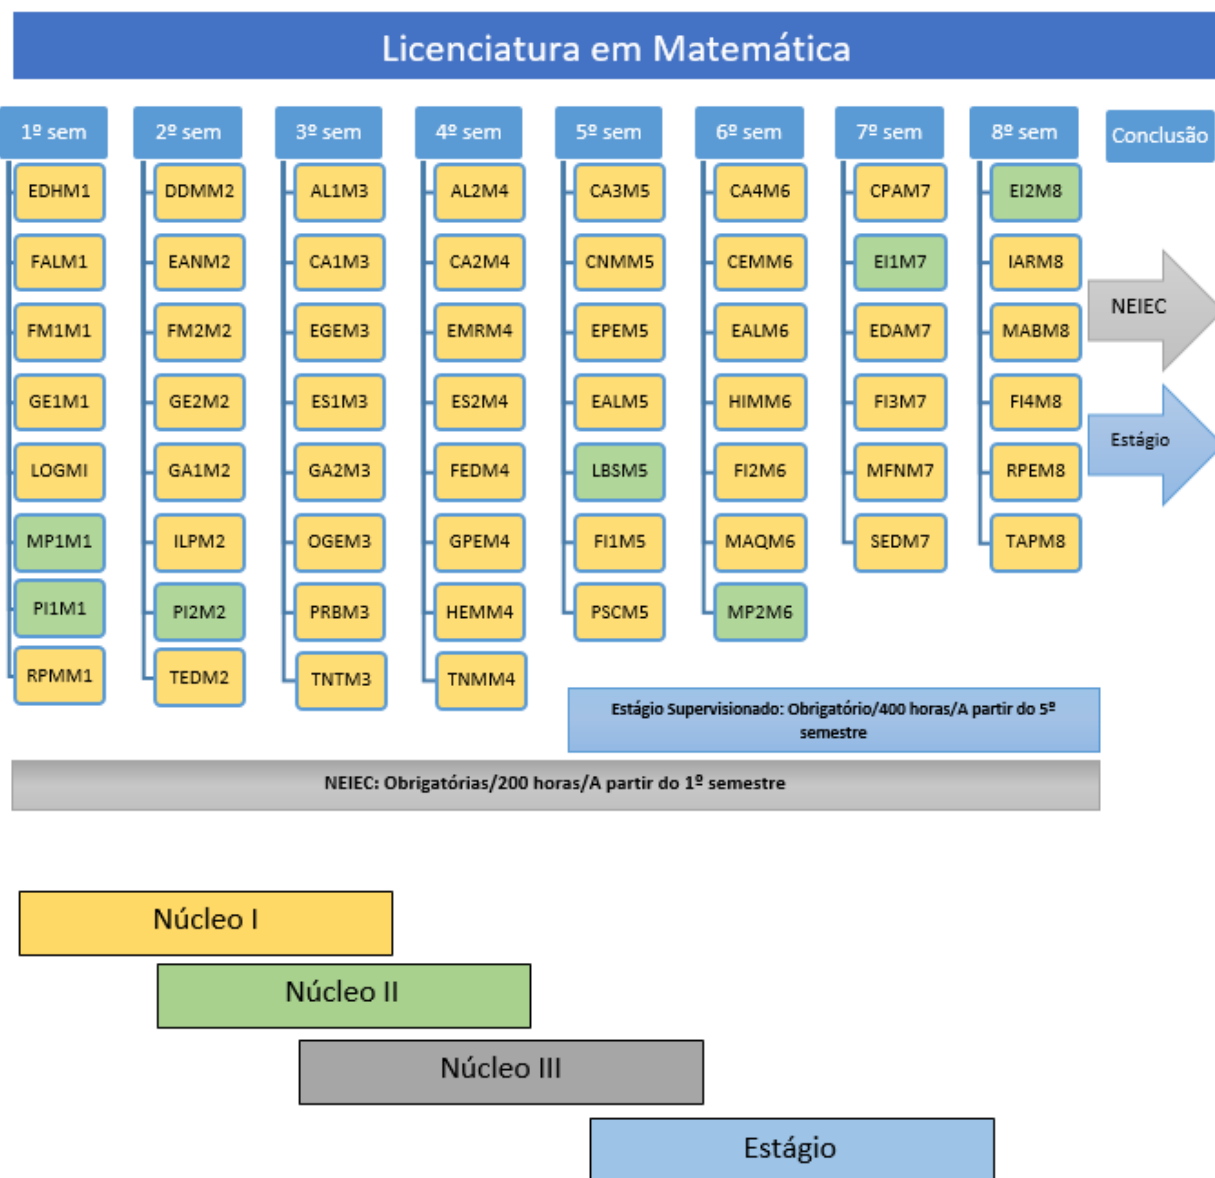 Licenciatura em Matemática
1º sem
2º sem
3º sem
4º sem
5º sem
6º sem
7º sem
8º sem
Conclusão
EDHM1
DDMM2
AL1M3
AL2M4
CA3M5
CA4M6
CPAM7
EI2M8
FALM1
EANM2
CA1M3
CA2M4
CNMM5
CEMM6
EI1M7
IARM8
FM1M1
FM2M2
EGEM3
EMRM4
EPEM5
EALM6
EDAM7
MABM8
NEIEC
GE1M1
GE2M2
ES1M3
ES2M4
EALM5
HIMM6
FI3M7
FI4M8
Estágio
LOGMI
GA1M2
GA2M3
FEDM4
LBSM5
FI2M6
MFNM7
RPEM8
MP1M1
ILPM2
OGEM3
GPEM4
FI1M5
MAQM6
SEDM7
TAPM8
PI1M1
PI2M2
PRBM3
HEMM4
PSCM5
MP2M6
RPMM1
TEDM2
TNTM3
TNMM4
Estágio Supervisionado: Obrigatório/400 horas/A partir do 5º
semestre
NEIEC: Obrigatórias/200 horas/A partir do 1º semestre
Núcleo I
Núcleo II
Núcleo III
Estágio